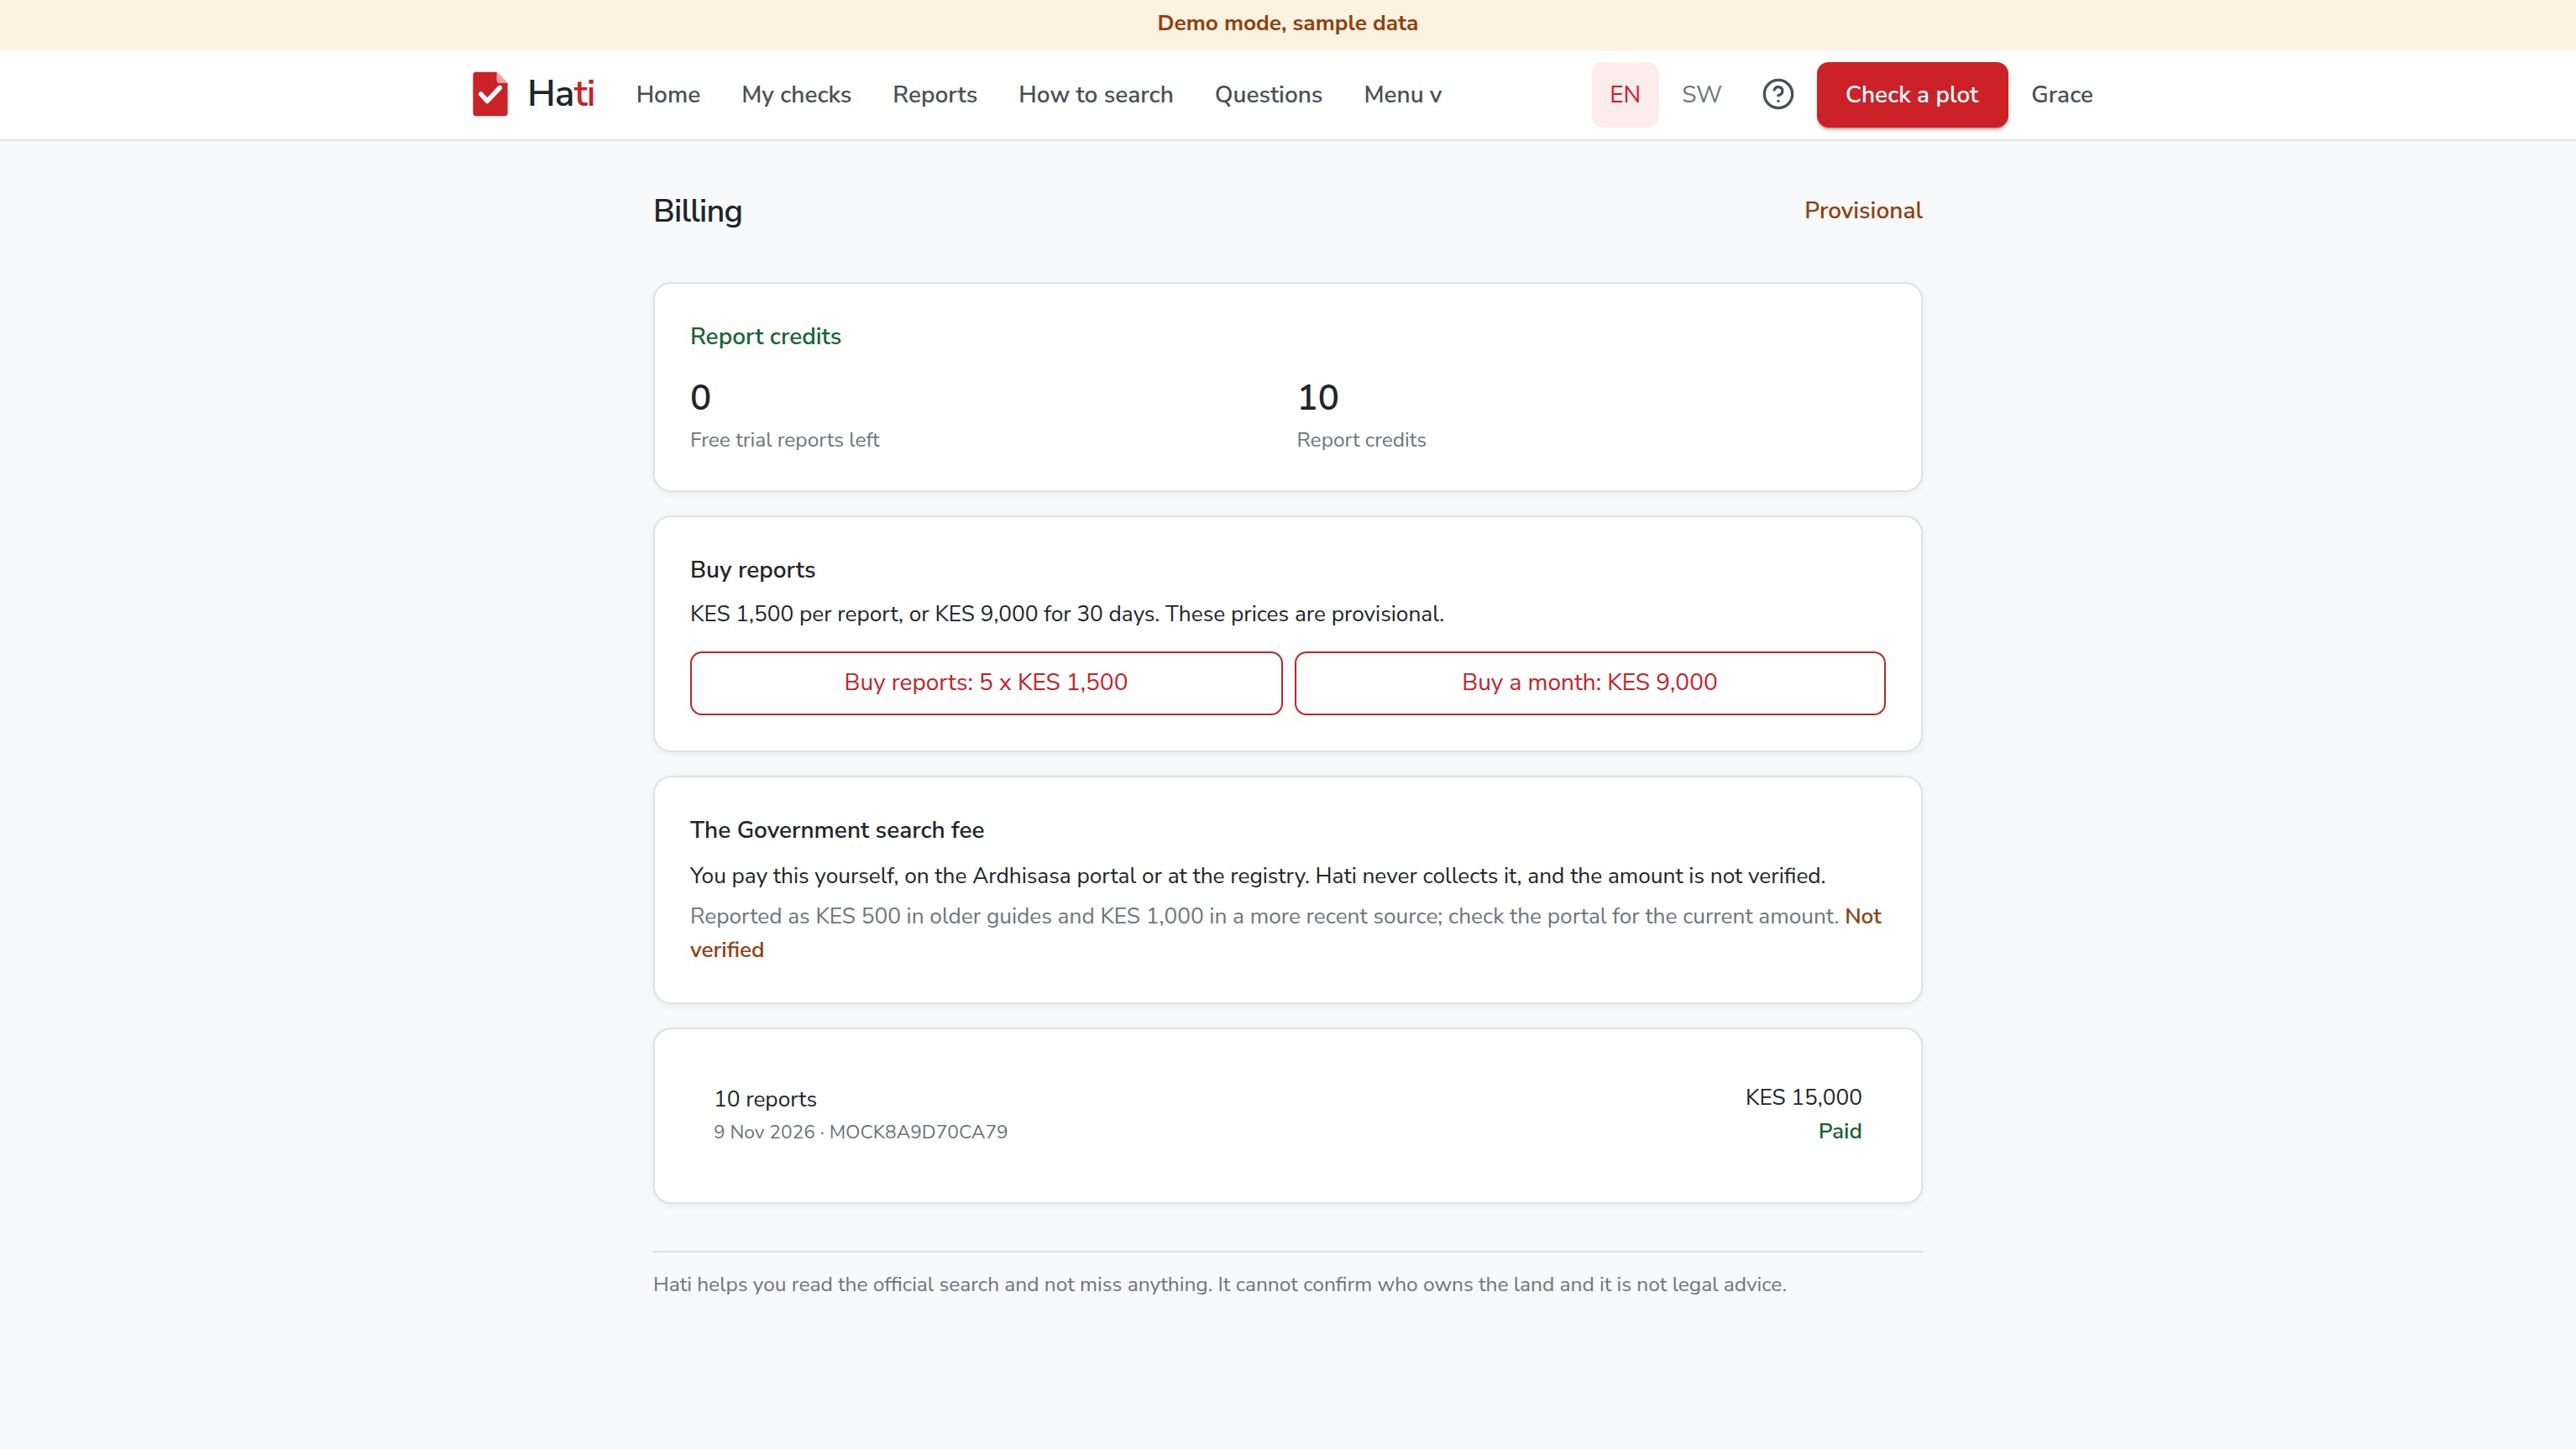 Demo mode, sample data
Hati Home My checks Reports How to search Questions Menu v EN SW ? Check a plot Grace
Billing Provisional
Report credits
0 10
Free trial reports left Report credits
Buy reports
KES 1,500 per report, or KES 9,000 for 30 days. These prices are provisional.
Buy reports: 5 x KES 1,500 Buy a month: KES 9,000
The Government search fee
You pay this yourself, on the Ardhisasa portal or at the registry. Hati never collects it, and the amount is not verified.
Reported as KES 500 in older guides and KES 1,000 in a more recent source; check the portal for the current amount. Not
verified
10 reports KES 15,000
9 Nov 2026 · MOCK8A9D70CA79 Paid
Hati helps you read the official search and not miss anything. It cannot confirm who owns the land and it is not legal advice.